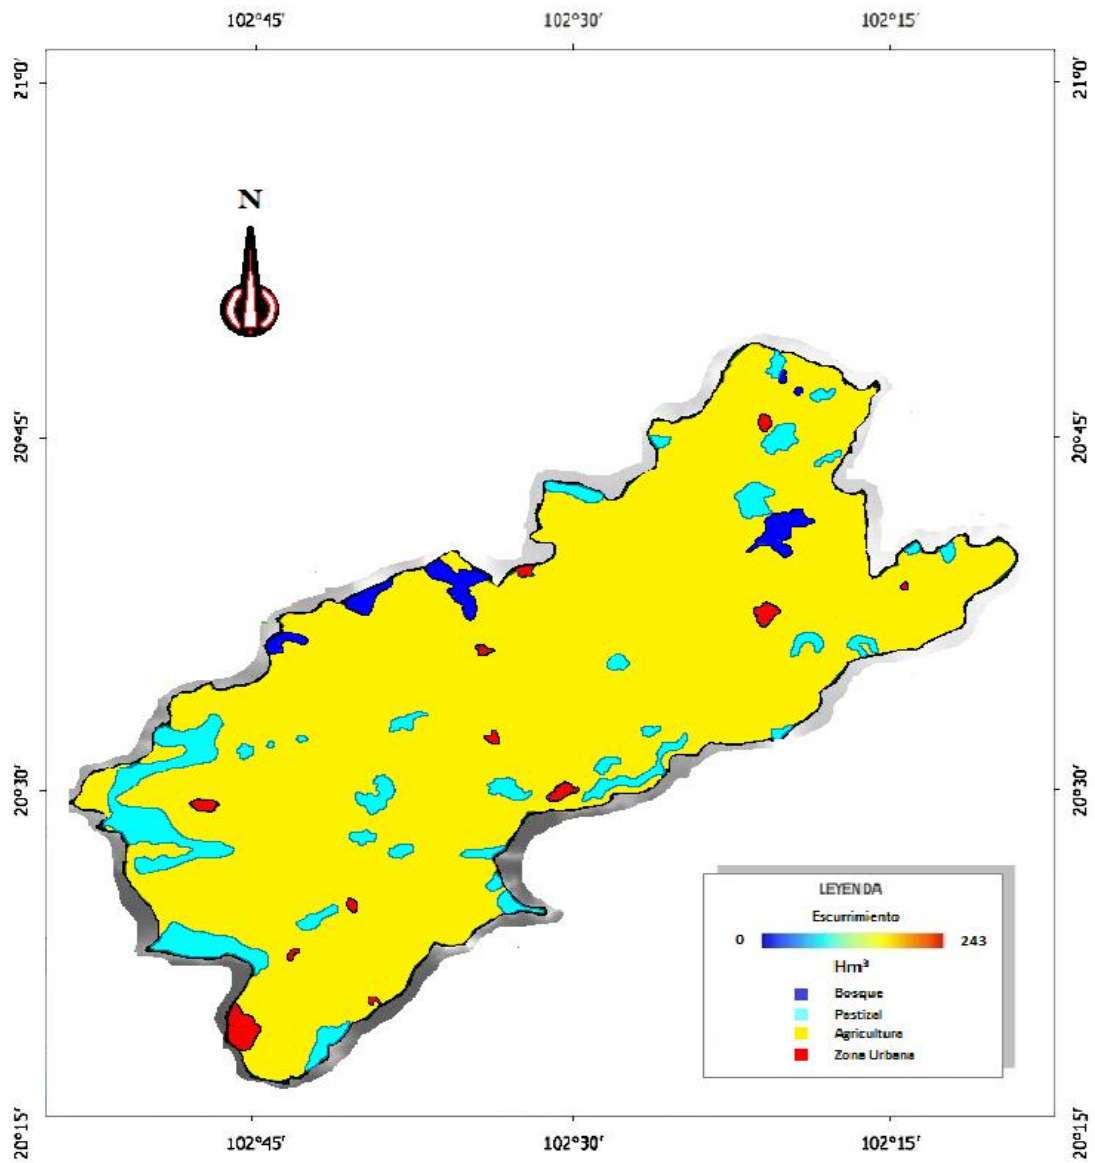 102°45′ 102°30′ 102°15′
21°0′ 21°0′
N
20°45′ 20°45′
20°30′ 20°30′
LEYENDA
Escurrimiento
0 243
Hm³
Bosque
Pastizal
Agricultura
Zona Urbana
20°15′ 20°15′
102°45′ 102°30′ 102°15′